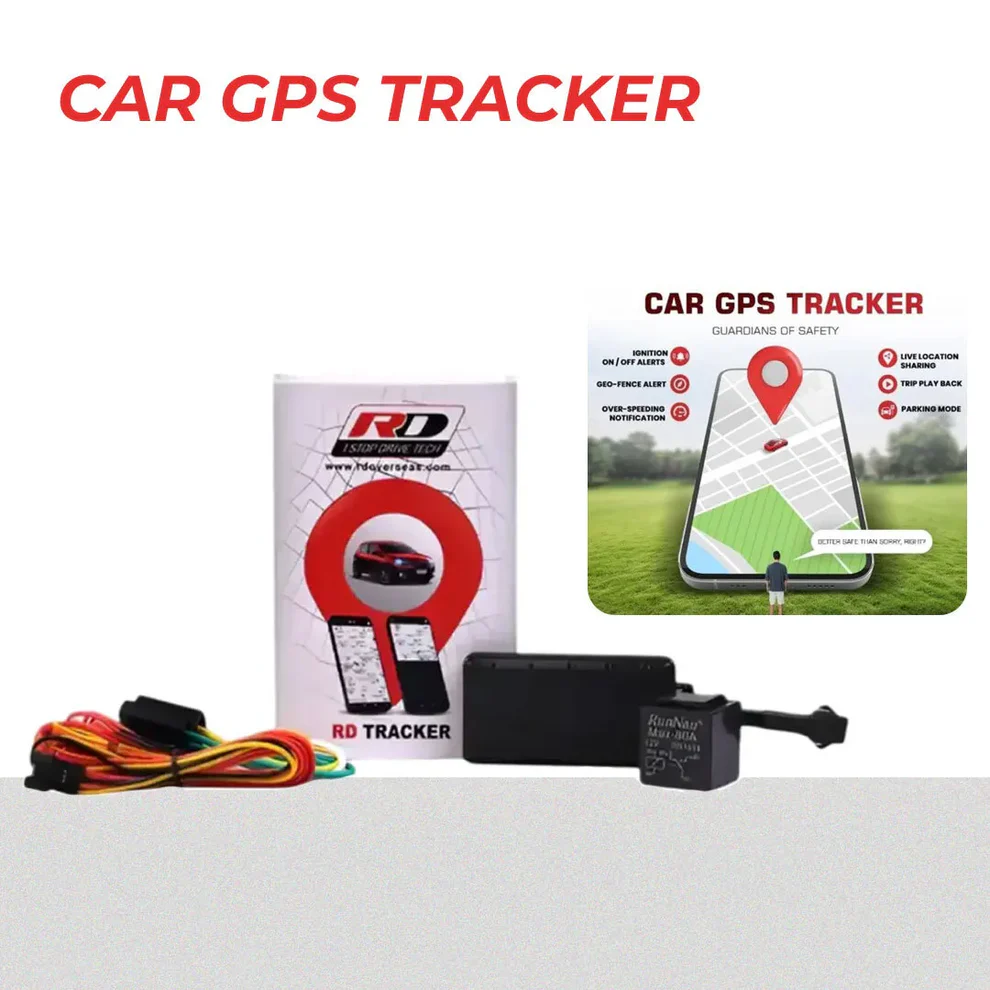 CAR GPS TRACKER
CAR GPS TRACKER
GUARDIANS OF SAFETY
IGNITION
ON / OFF ALERTS
GEO-FENCE ALERT
OVER-SPEEDING
NOTIFICATION
LIVE LOCATION
SHARING
TRIP PLAY BACK
PARKING MODE
BETTER SAFE THAN SORRY, RIGHT?
RD
1 STOP DRIVE TECH
www.rdoverseas.com
RD TRACKER
12V